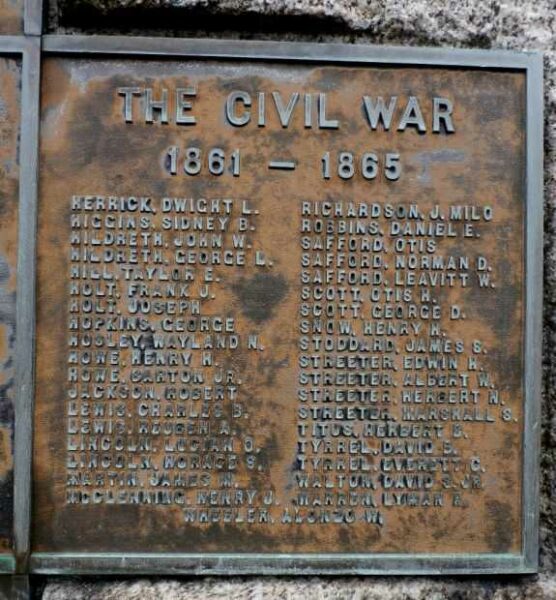 THE CIVIL WAR
1861 — 1865
HERRICK, DWIGHT L.
HIGGINS, SIDNEY B.
HILDRETH, JOHN W.
HILDRETH, GEORGE L.
HILL, TAYLOR E.
HOLT, FRANK J.
HOLT, JOSEPH
HOPKINS, GEORGE
HOSLEY, WAYLAND N.
HOWE, HENRY H.
HOWE, BARTON JR.
JACKSON, ROBERT
LEWIS, CHARLES B.
LEWIS, REUBEN A.
LINCOLN, LUCIAN O.
LINCOLN, HORACE S.
MARTIN, JAMES M.
MCCLENNING, HENRY J.
RICHARDSON, J. MILO
ROBBINS, DANIEL E.
SAFFORD, OTIS
SAFFORD, NORMAN D.
SAFFORD, LEAVITT W.
SCOTT, OTIS H.
SCOTT, GEORGE D.
SNOW, HENRY H.
STODDARD, JAMES S.
STREETER, EDWIN H.
STREETER, ALBERT W.
STREETER, HERBERT N.
STREETER, MARSHALL S.
TITUS, HERBERT B.
TYRREL, DAVID B.
TYRREL, EVERETT C.
WALTON, DAVID S. JR.
WARREN, LYMAN
WHEELER, ALONZO W.